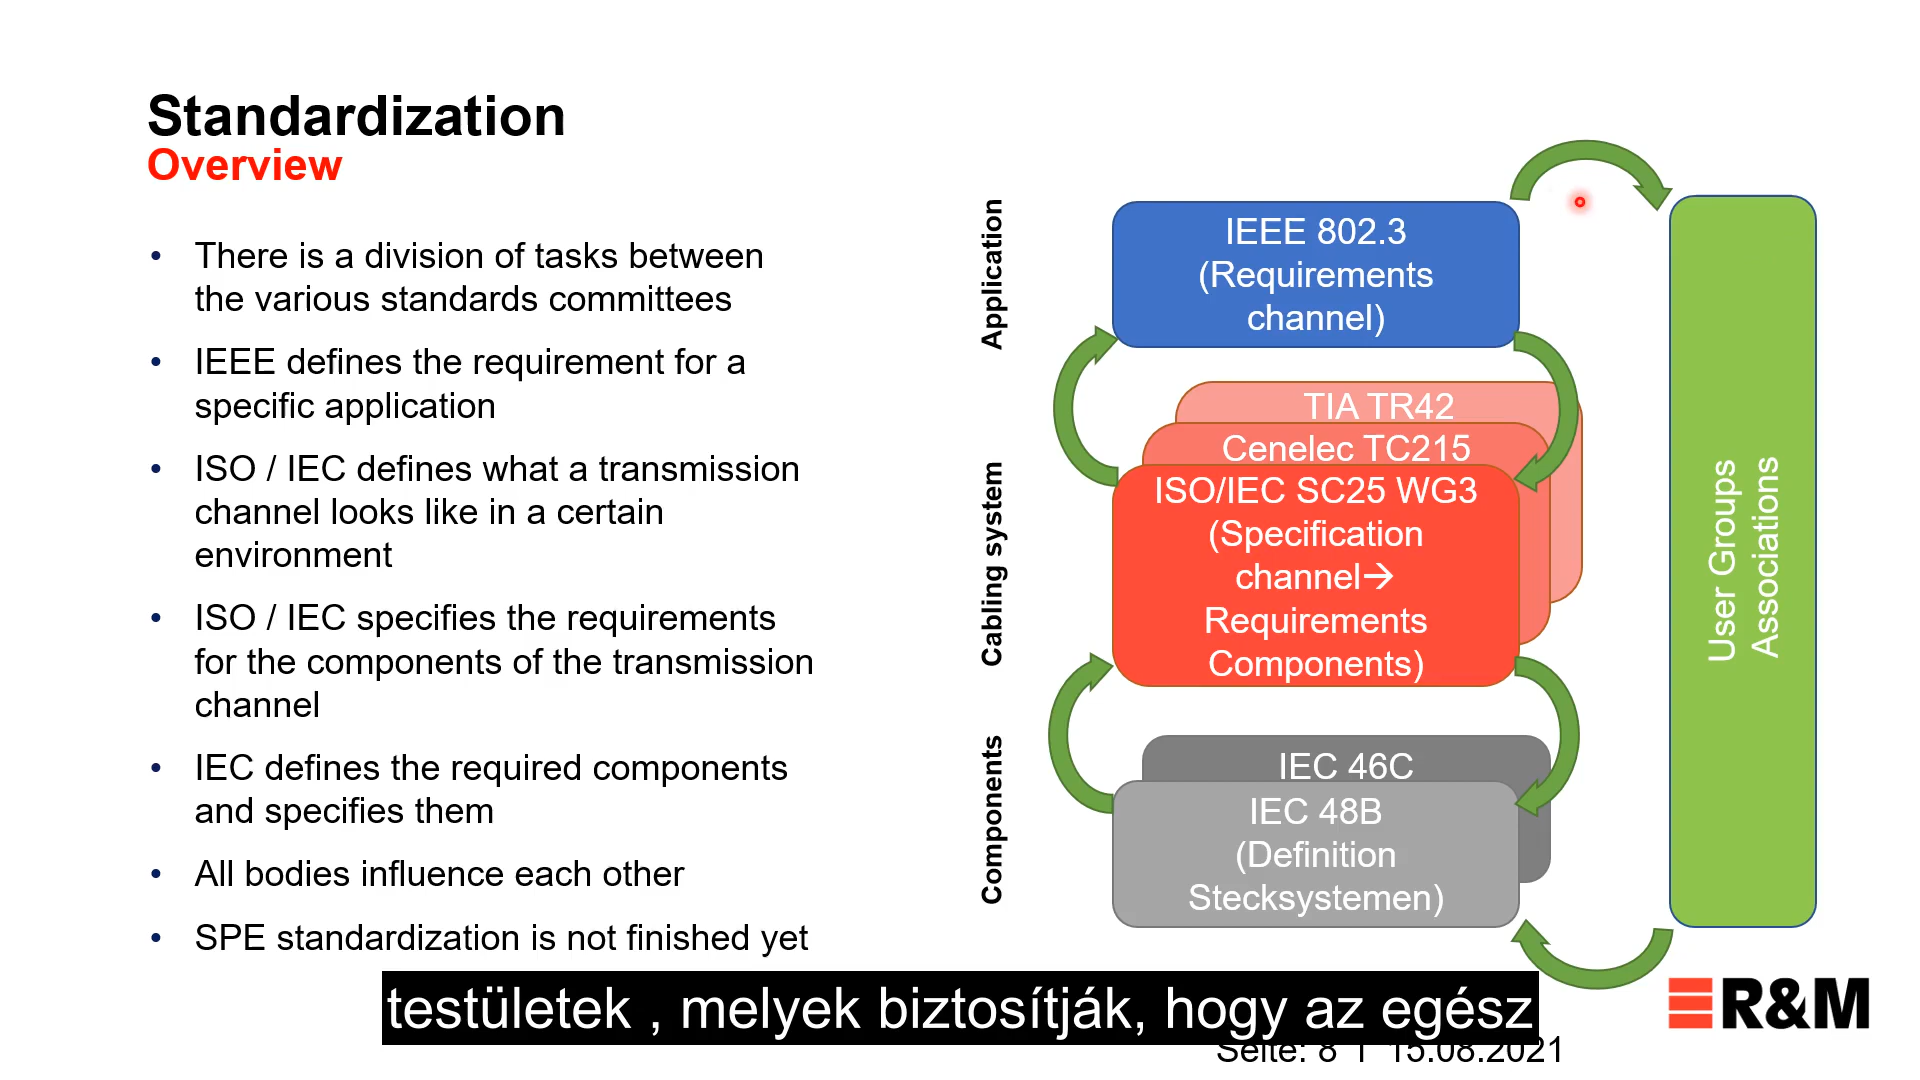 Standardization
Overview
• There is a division of tasks between
the various standards committees
• IEEE defines the requirement for a
specific application
• ISO / IEC defines what a transmission
channel looks like in a certain
environment
• ISO / IEC specifies the requirements
for the components of the transmission
channel
• IEC defines the required components
and specifies them
• All bodies influence each other
• SPE standardization is not finished yet
Application
IEEE 802.3
(Requirements
channel)
Cabling system
TIA TR42
Cenelec TC215
ISO/IEC SC25 WG3
(Specification
channel→
Requirements
Components)
Components
IEC 46C
IEC 48B
(Definition
Stecksystemen)
User Groups
Associations
testületek , melyek biztosítják, hogy az egész
R&M
Seite: 8 I 15.08.2021